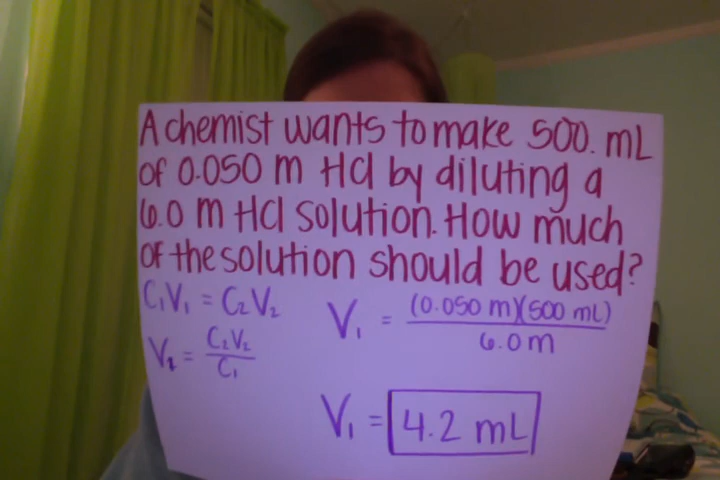 A chemist wants to make 500. mL
of 0.050 m HCl by diluting a
6.0 m HCl solution. How much
of the solution should be used?
C₁V₁ = C₂V₂
V₁ = C₂V₂ / C₁
V₁ = (0.050 m)(500 mL) / 6.0 m
V₁ = 4.2 mL